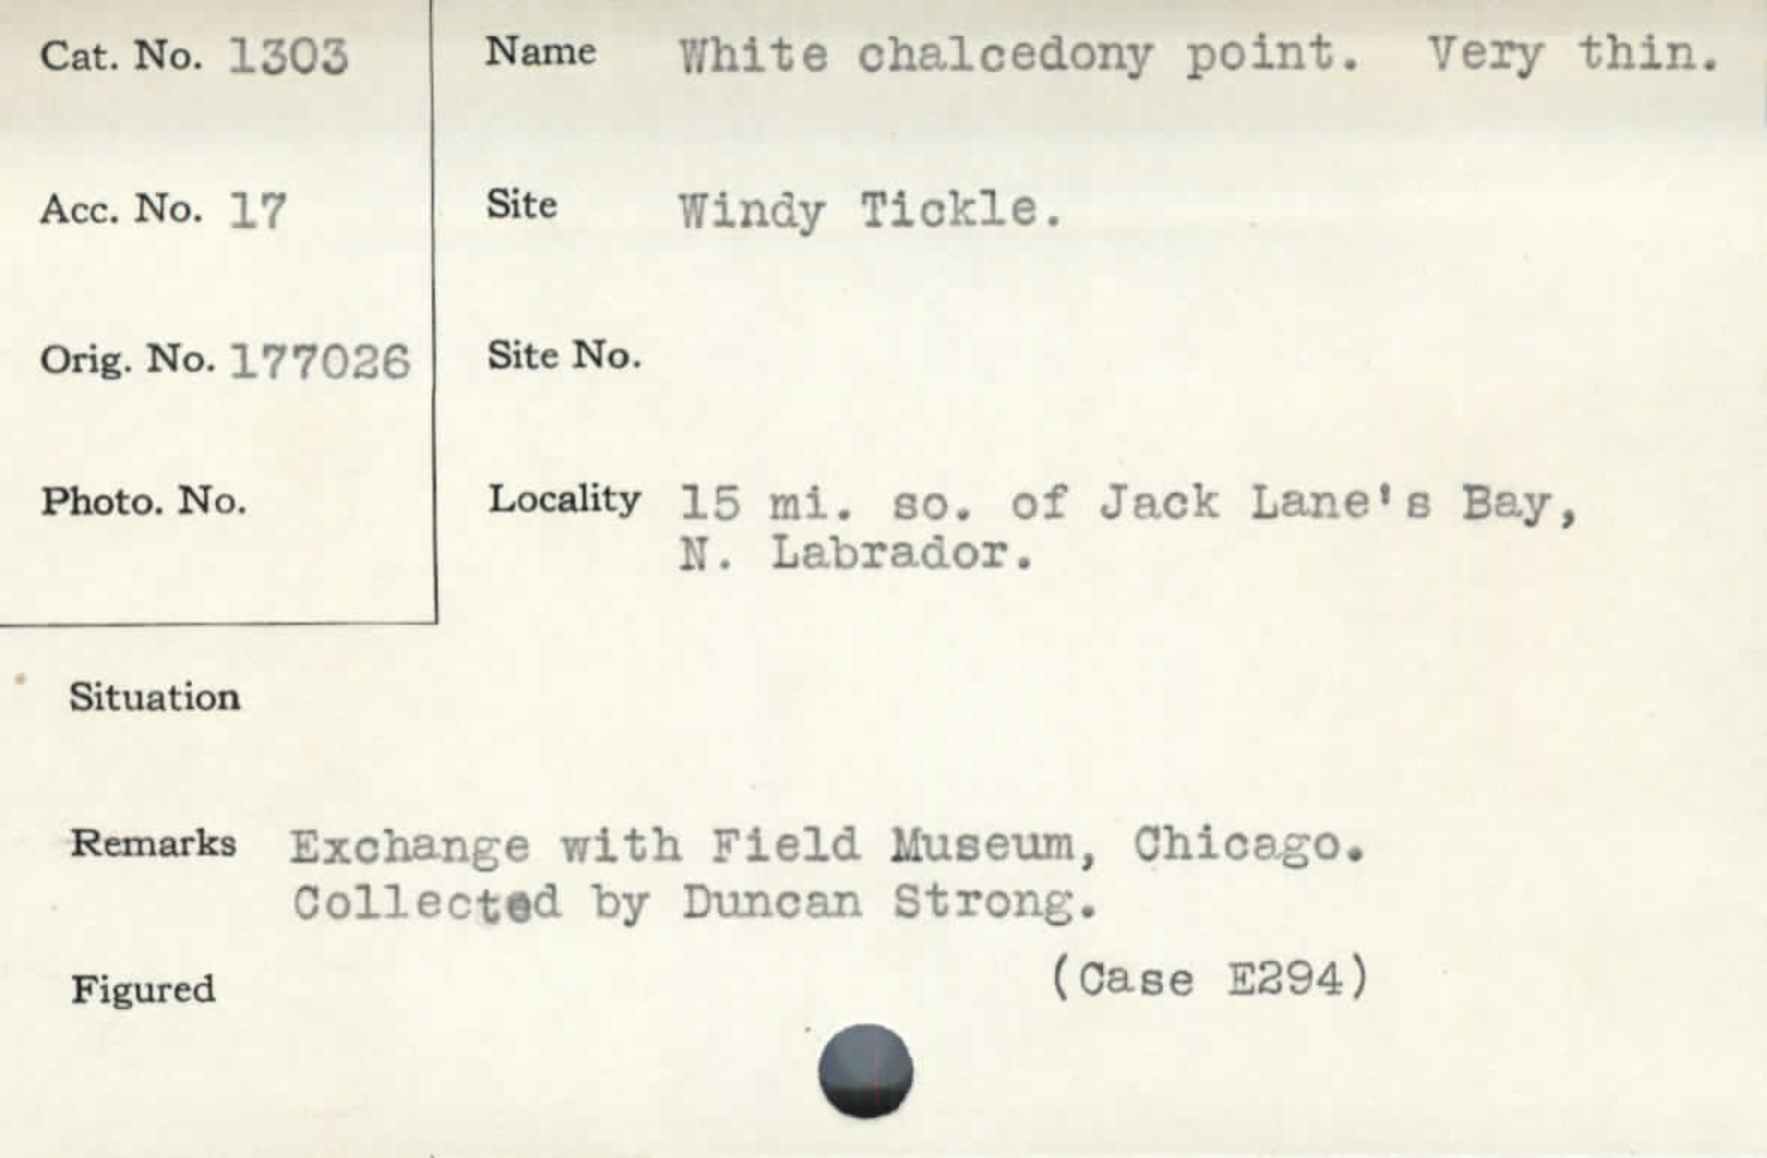 Cat. No. 1303
Name White chalcedony point. Very thin.
Acc. No. 17
Site Windy Tickle.
Orig. No. 177026
Site No.
Photo. No.
Locality 15 mi. so. of Jack Lane's Bay,
N. Labrador.
Situation
Remarks Exchange with Field Museum, Chicago.
Collected by Duncan Strong.
Figured
(Case E294)